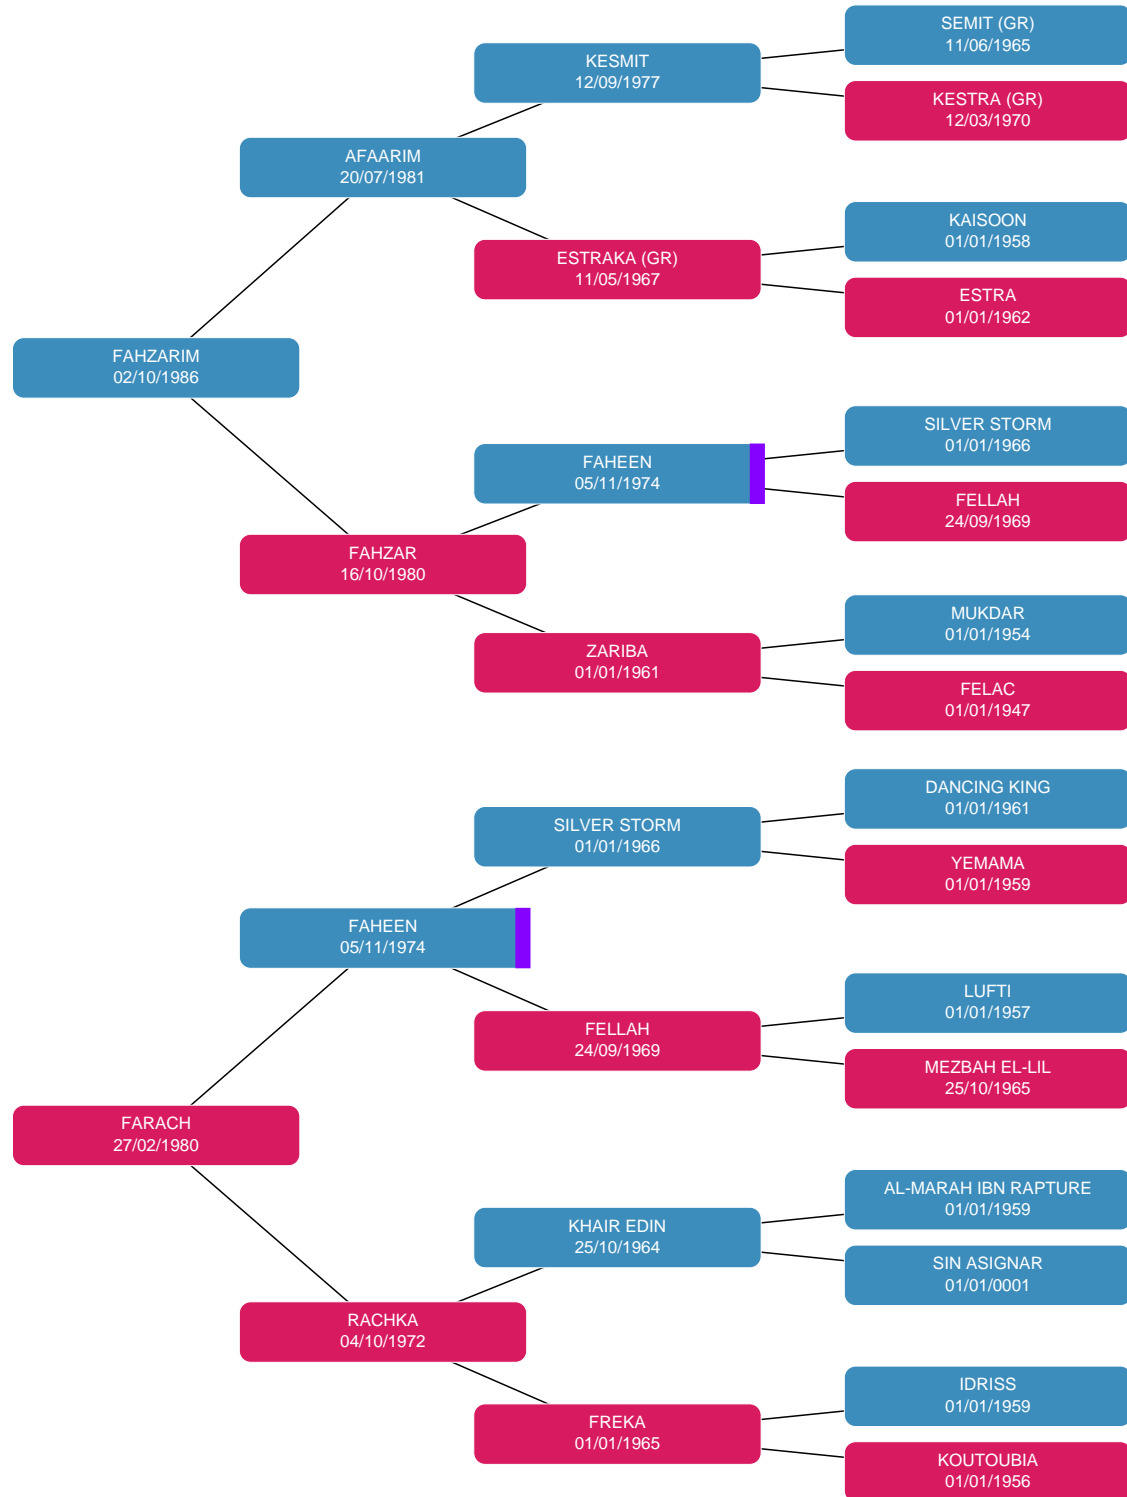 SEMIT (GR)
11/06/1965
KESMIT
12/09/1977
KESTRA (GR)
12/03/1970
AFAARIM
20/07/1981
KAISOON
01/01/1958
ESTRAKA (GR)
11/05/1967
ESTRA
01/01/1962
FAHZARIM
02/10/1986
SILVER STORM
01/01/1966
FAHEEN
05/11/1974
FELLAH
24/09/1969
FAHZAR
16/10/1980
MUKDAR
01/01/1954
ZARIBA
01/01/1961
FELAC
01/01/1947
DANCING KING
01/01/1961
SILVER STORM
01/01/1966
YEMAMA
01/01/1959
FAHEEN
05/11/1974
LUFTI
01/01/1957
FELLAH
24/09/1969
MEZBAH EL-LIL
25/10/1965
FARACH
27/02/1980
AL-MARAH IBN RAPTURE
01/01/1959
KHAIR EDIN
25/10/1964
SIN ASIGNAR
01/01/0001
RACHKA
04/10/1972
IDRISS
01/01/1959
FREKA
01/01/1965
KOUTOUBIA
01/01/1956